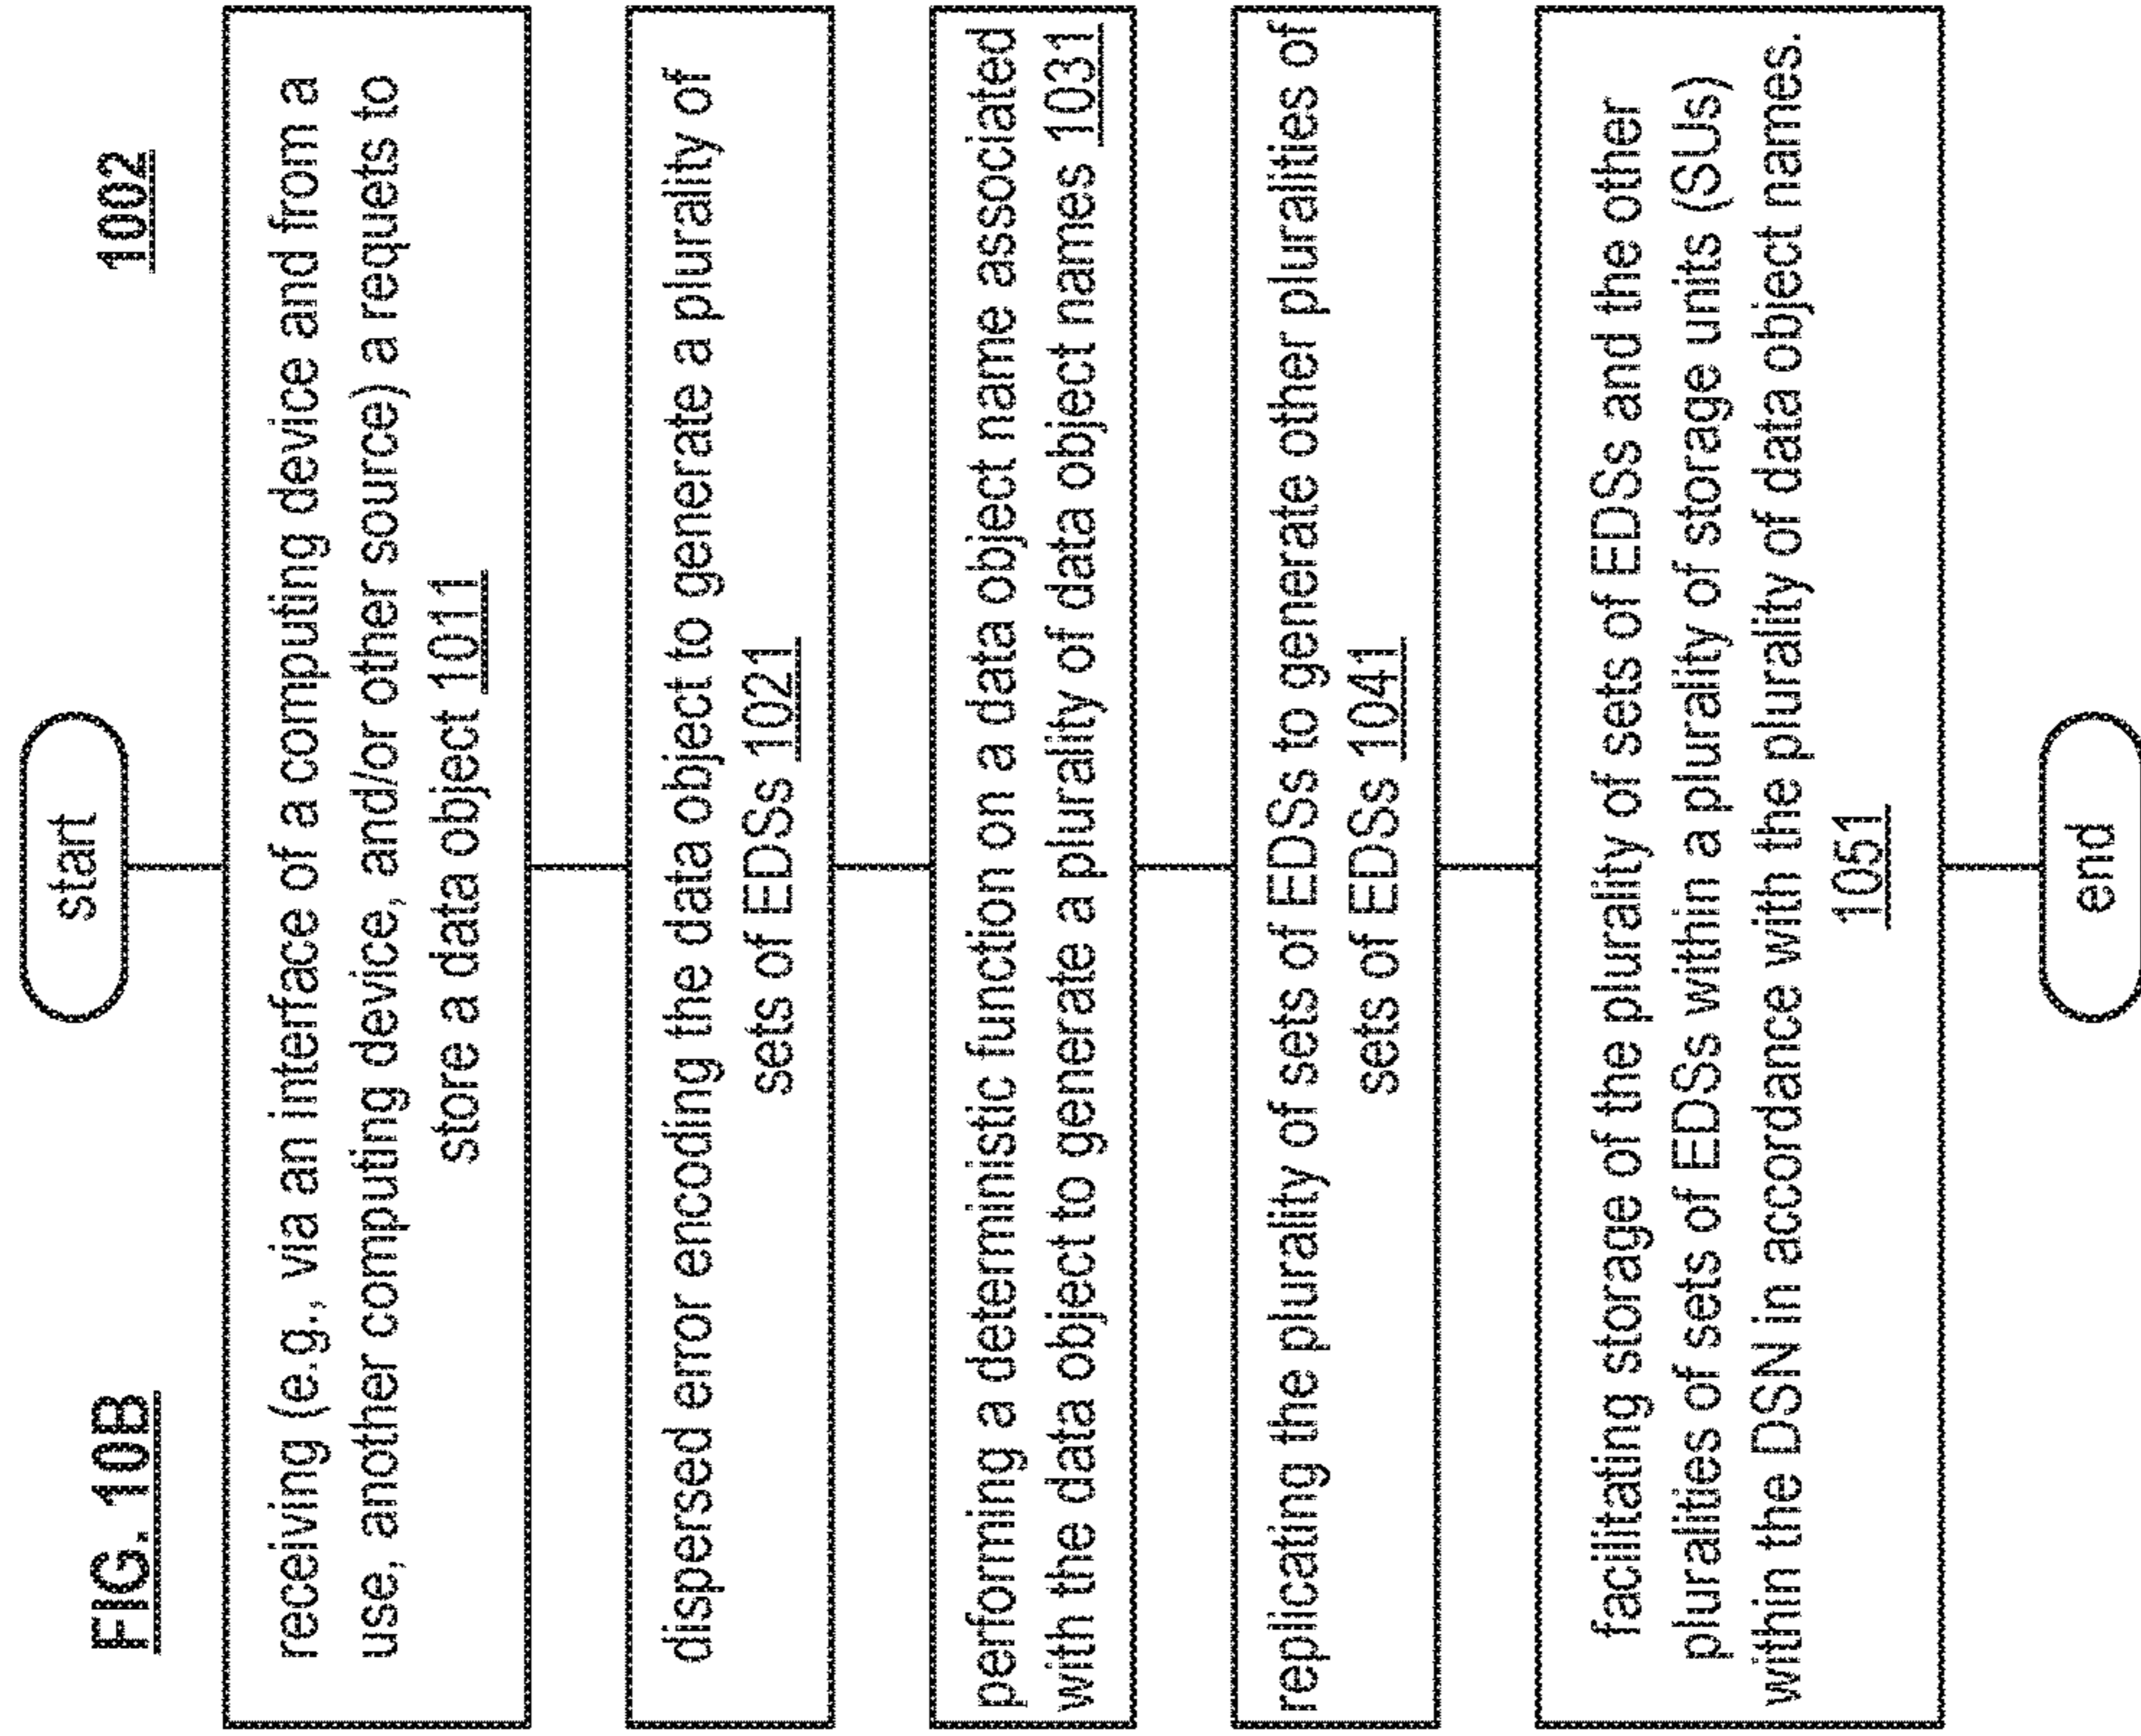 FIG. 10B
1002
start
receiving (e.g., via an interface of a computing device and from a
use, another computing device, and/or other source) a requets to
store a data object 1011
dispersed error encoding the data object to generate a plurality of
sets of EDSs 1021
performing a deterministic function on a data object name associated
with the data object to generate a plurality of data object names 1031
replicating the plurality of sets of EDSs to generate other pluralities of
sets of EDSs 1041
facilitating storage of the plurality of sets of EDSs and the other
pluralities of sets of EDSs within a plurality of storage units (SUs)
within the DSN in accordance with the plurality of data object names.
1051
end